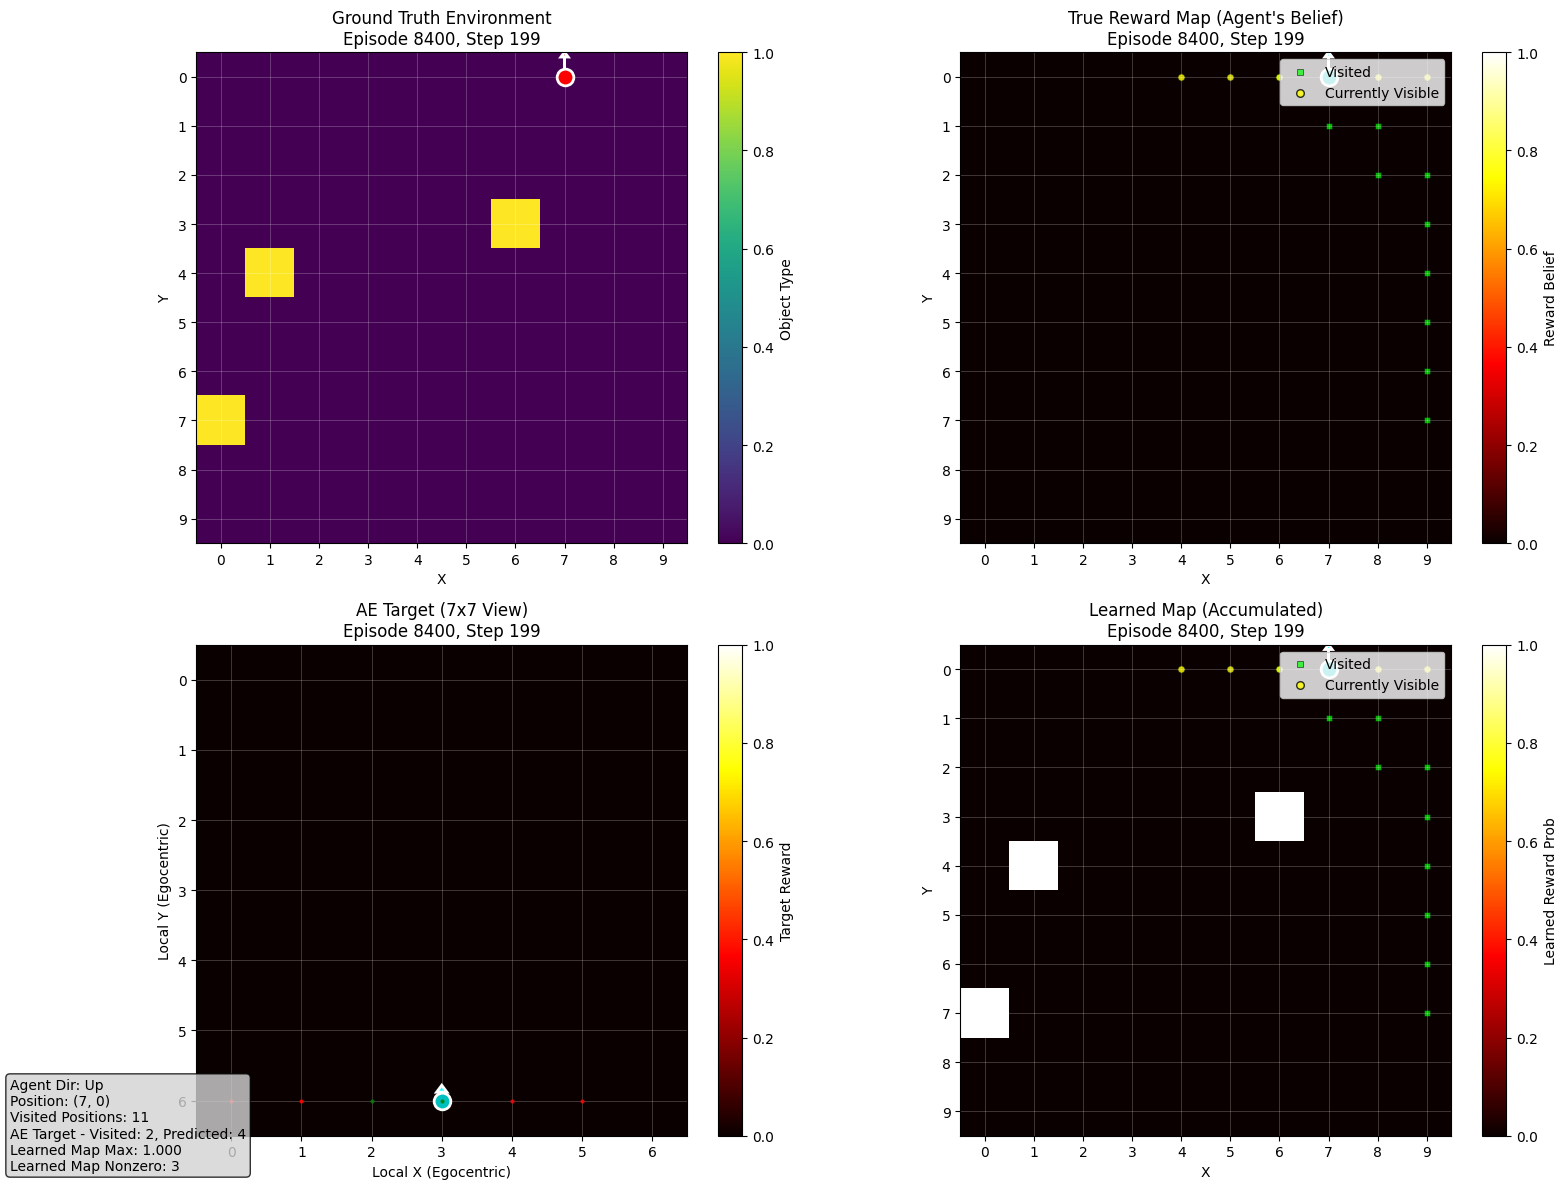 Ground Truth Environment
Episode 8400, Step 199
0
1
2
3
4
5
6
7
8
9
Y
0 1 2 3 4 5 6 7 8 9
X
1.0
0.8
0.6
0.4
0.2
0.0
Object Type
True Reward Map (Agent's Belief)
Episode 8400, Step 199
Visited
Currently Visible
0
1
2
3
4
5
6
7
8
9
Y
0 1 2 3 4 5 6 7 8 9
X
1.0
0.8
0.6
0.4
0.2
0.0
Reward Belief
AE Target (7x7 View)
Episode 8400, Step 199
0
1
2
3
4
5
6
Local Y (Egocentric)
0 1 2 3 4 5 6
Local X (Egocentric)
1.0
0.8
0.6
0.4
0.2
0.0
Target Reward
Agent Dir: Up
Position: (7, 0)
Visited Positions: 11
AE Target - Visited: 2, Predicted: 4
Learned Map Max: 1.000
Learned Map Nonzero: 3
Learned Map (Accumulated)
Episode 8400, Step 199
Visited
Currently Visible
0
1
2
3
4
5
6
7
8
9
Y
0 1 2 3 4 5 6 7 8 9
X
1.0
0.8
0.6
0.4
0.2
0.0
Learned Reward Prob